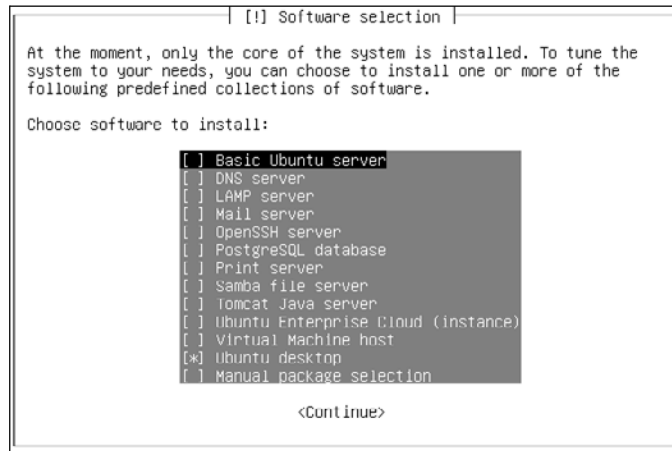 [!] Software selection
At the moment, only the core of the system is installed. To tune the
system to your needs, you can choose to install one or more of the
following predefined collections of software.
Choose software to install:
[ ] Basic Ubuntu server
[ ] DNS server
[ ] LAMP server
[ ] Mail server
[ ] OpenSSH server
[ ] PostgreSQL database
[ ] Print server
[ ] Samba file server
[ ] Tomcat Java server
[ ] Ubuntu Enterprise Cloud (instance)
[ ] Virtual Machine host
[*] Ubuntu desktop
[ ] Manual package selection
<Continue>